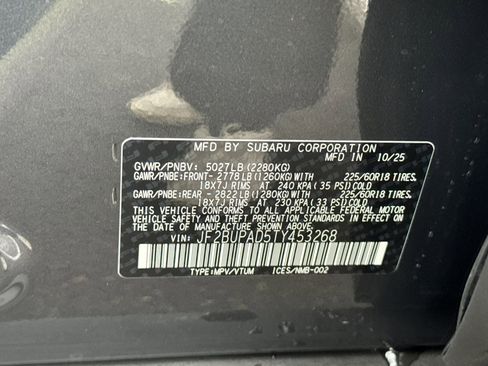 MFD BY SUBARU CORPORATION
GVWR/PNBV: 5027LB(2280KG) MFD IN 10/25
GAWR/PNBE:FRONT- 2778LB(1260KG)WITH 225/60R18 TIRES,
18X7J RIMS AT 240 KPA(35 PSI)COLD
GAWR/PNBE:REAR - 2822LB(1280KG)WITH 225/60R18 TIRES,
18X7J RIMS AT 230 KPA(33 PSI)COLD
THIS VEHICLE CONFORMS TO ALL APPLICABLE FEDERAL MOTOR
VEHICLE SAFETY, BUMPER, AND THEFT PREVENTION STANDARDS
IN EFFECT ON THE DATE OF MANUFACTURE SHOWN ABOVE.
VIN: JF2BUPAD5TY453268
TYPE:MPV/VTUM ICES/NMB-002